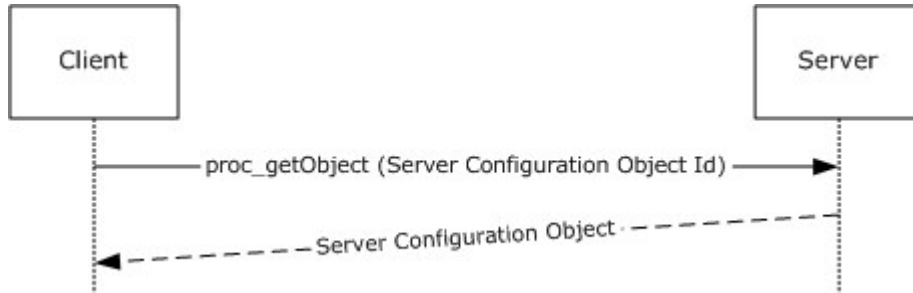 Client
Server
proc_getObject (Server Configuration Object Id)
Server Configuration Object